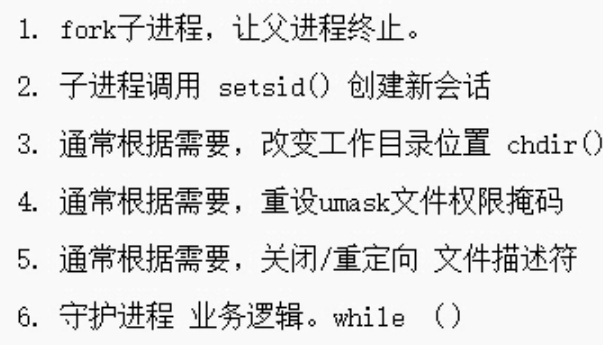 1. fork子进程，让父进程终止。
2. 子进程调用 setsid() 创建新会话
3. 通常根据需要，改变工作目录位置 chdir()
4. 通常根据需要，重设umask文件权限掩码
5. 通常根据需要，关闭/重定向 文件描述符
6. 守护进程 业务逻辑。while （）